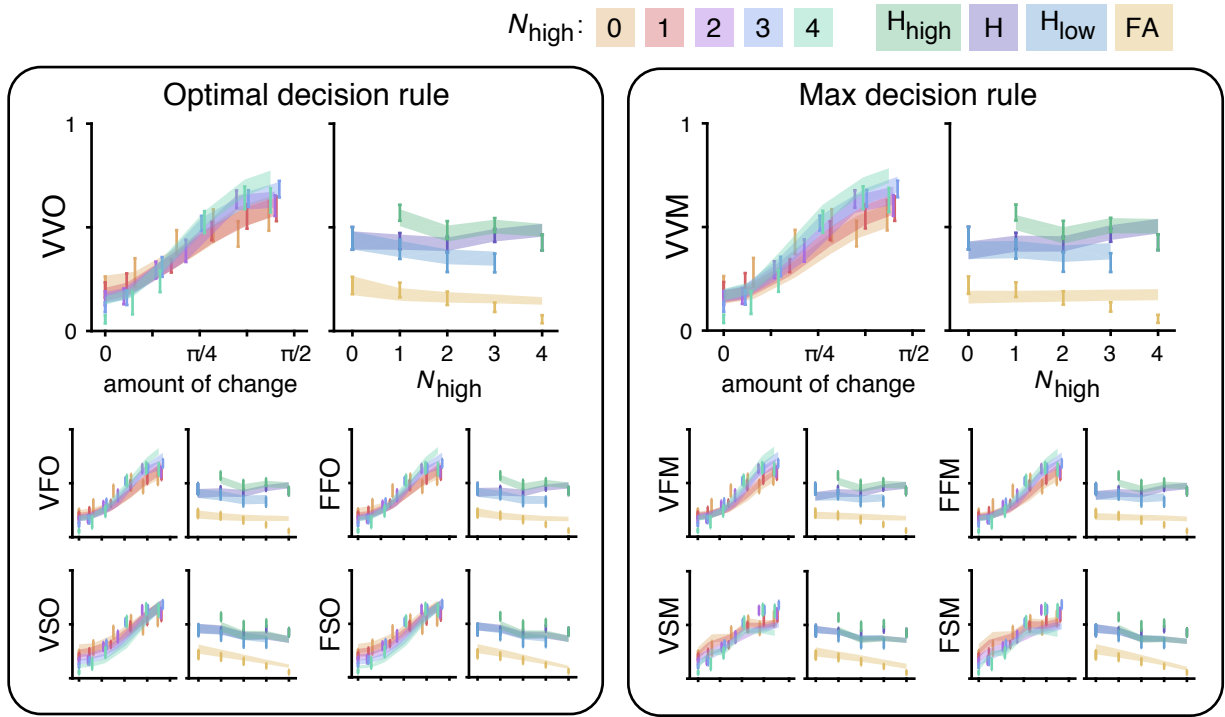 Nhigh: 0 1 2 3 4 Hhigh H Hlow FA
Optimal decision rule
1
VVO
0
0 π/4 π/2
amount of change
0 1 2 3 4
Nhigh
VFO
FFO
VSO
FSO
Max decision rule
1
VVM
0
0 π/4 π/2
amount of change
0 1 2 3 4
Nhigh
VFM
FFM
VSM
FSM